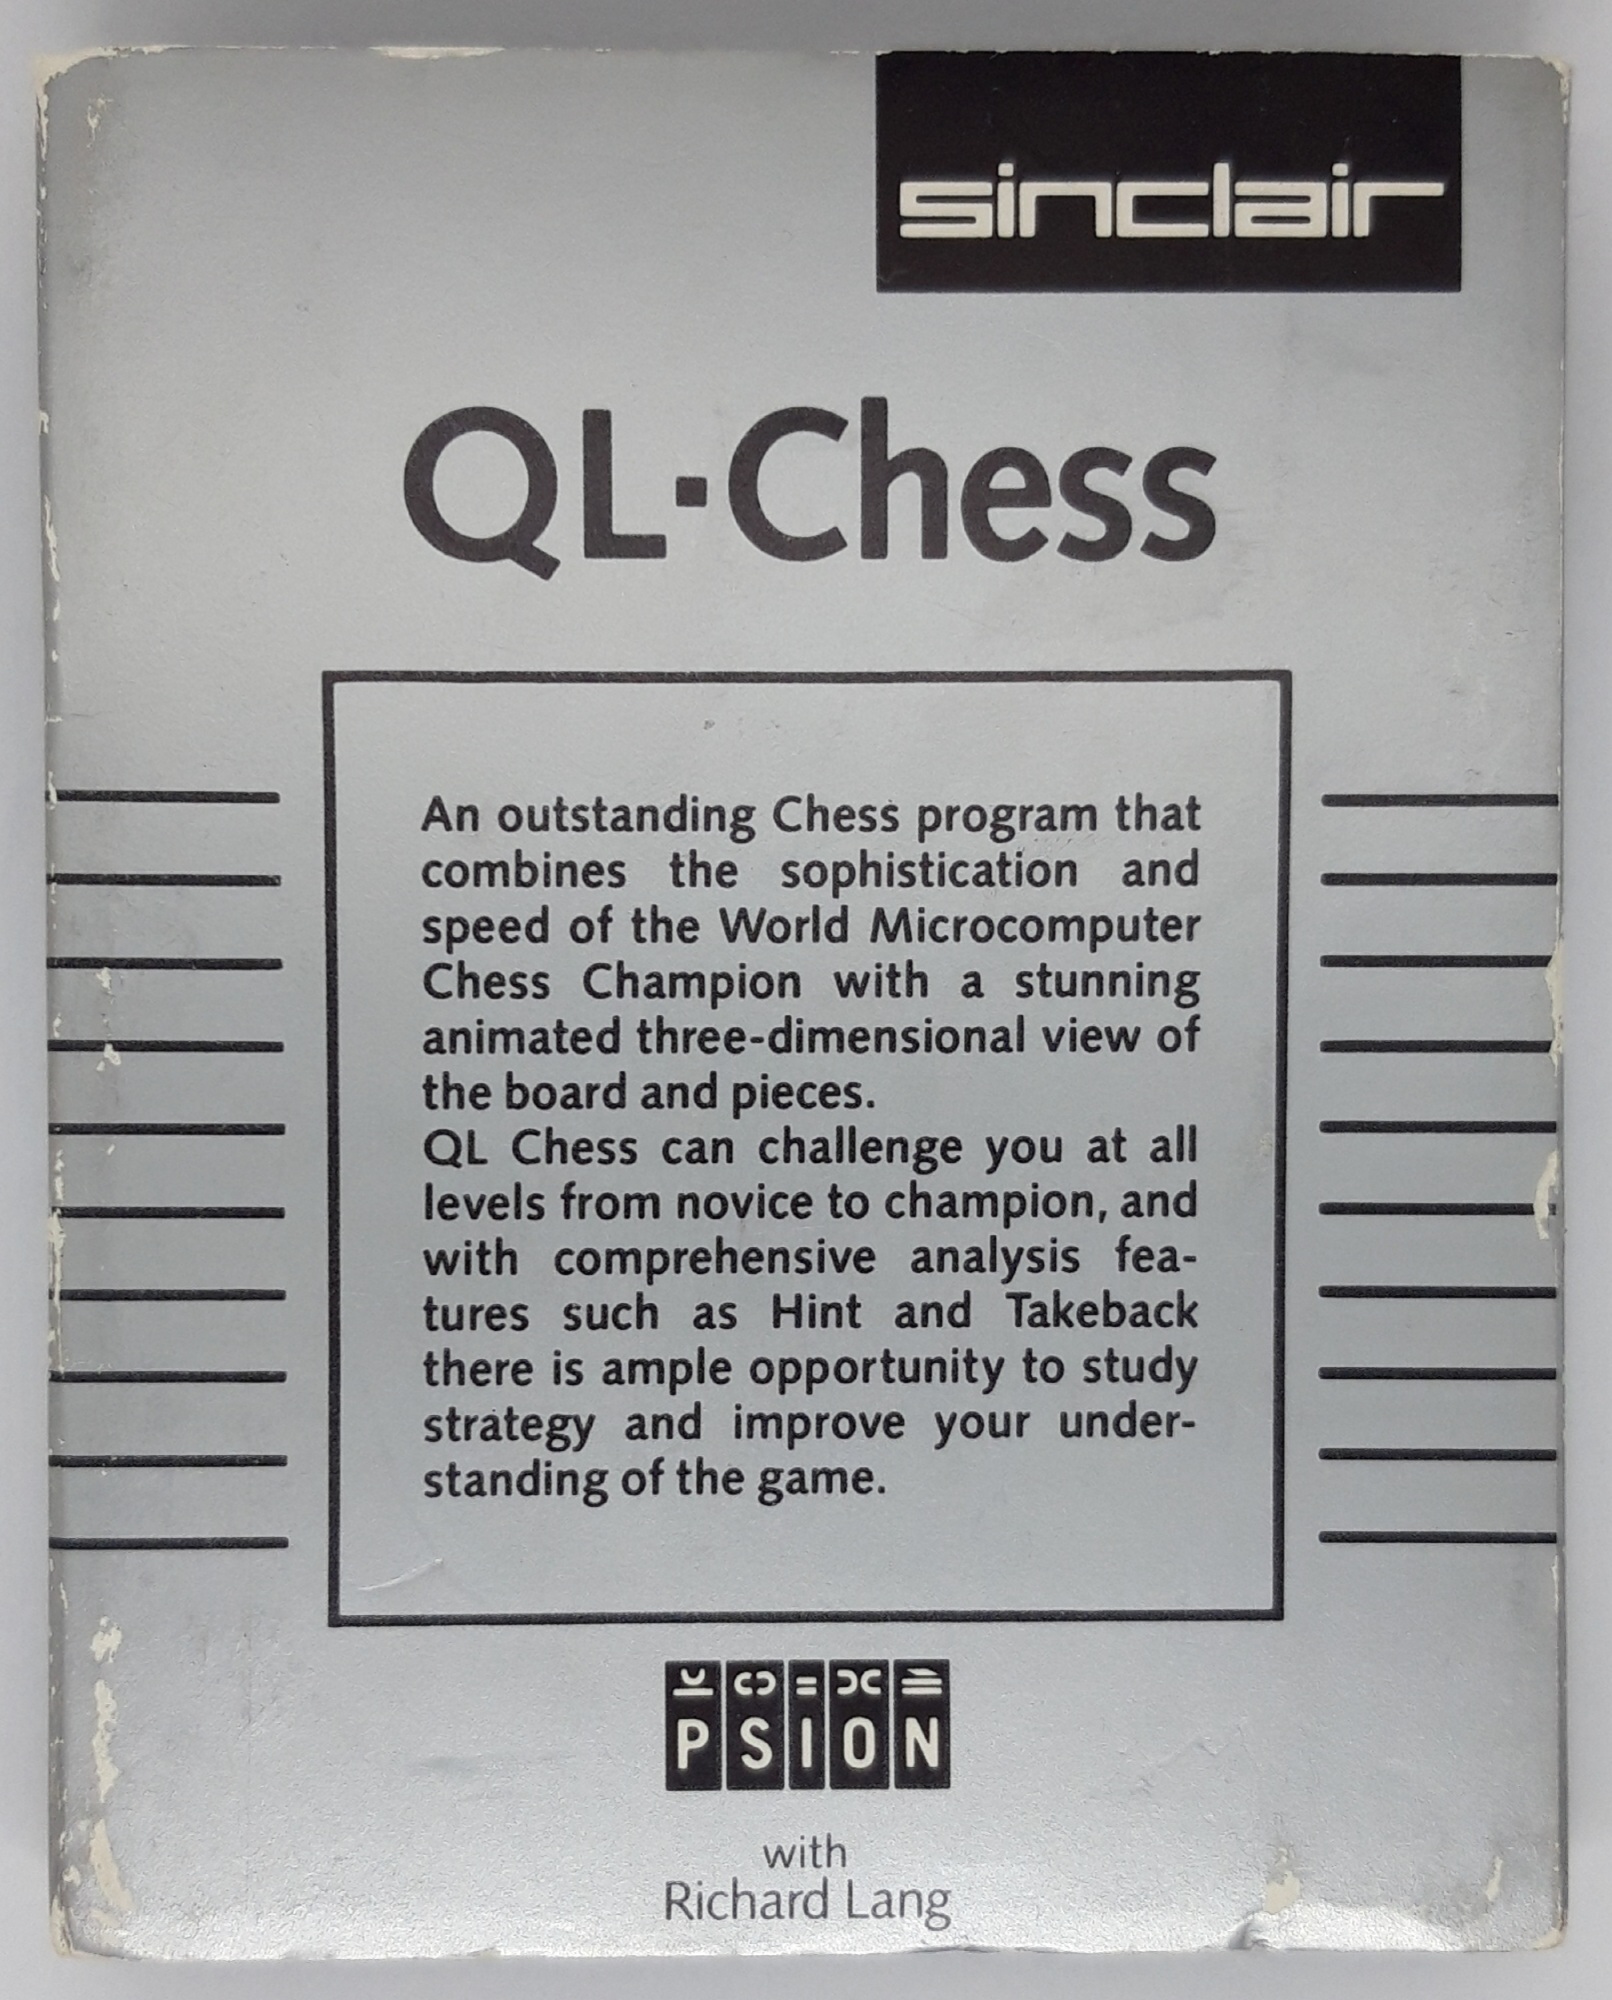 sinclair
QL·Chess
An outstanding Chess program that
combines the sophistication and
speed of the World Microcomputer
Chess Champion with a stunning
animated three-dimensional view of
the board and pieces.
QL Chess can challenge you at all
levels from novice to champion, and
with comprehensive analysis fea-
tures such as Hint and Takeback
there is ample opportunity to study
strategy and improve your under-
standing of the game.
PSION
with
Richard Lang